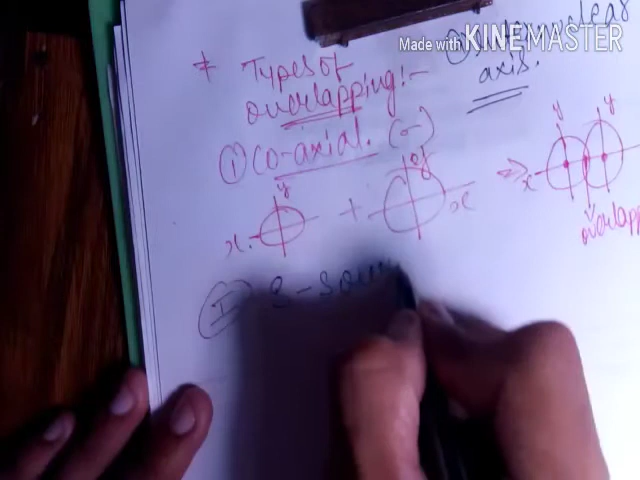 Made with KINEMASTER
* Types of
overlapping:-
axis.
① Co-axial. (σ)
y y y y
x + x ⇒ x
overlapp
Ⓘ S-S